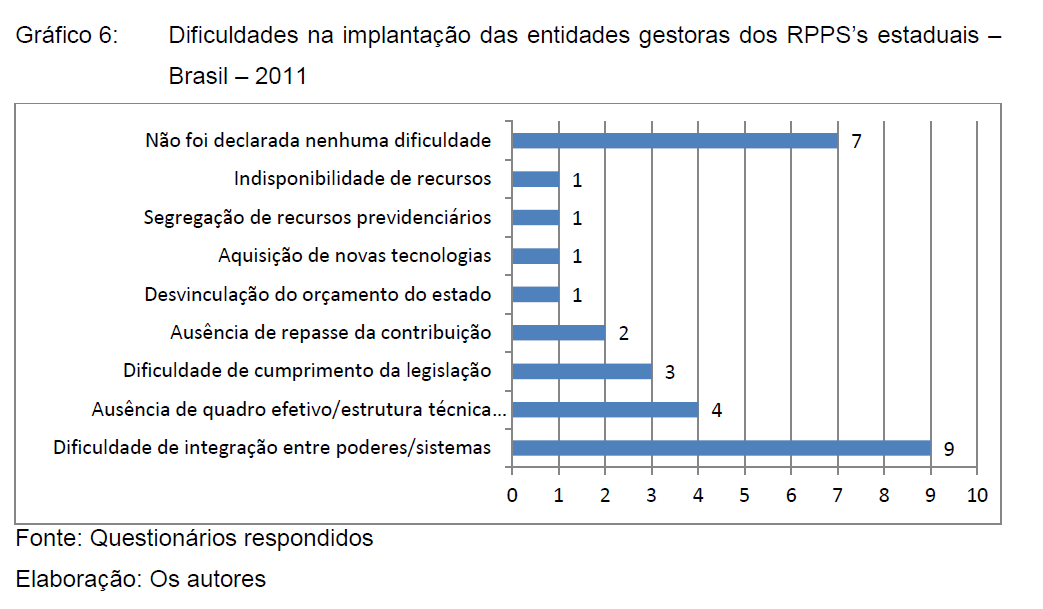 Gráfico 6: Dificuldades na implantação das entidades gestoras dos RPPS’s estaduais –
Brasil – 2011
Não foi declarada nenhuma dificuldade 7
Indisponibilidade de recursos 1
Segregação de recursos previdenciários 1
Aquisição de novas tecnologias 1
Desvinculação do orçamento do estado 1
Ausência de repasse da contribuição 2
Dificuldade de cumprimento da legislação 3
Ausência de quadro efetivo/estrutura técnica... 4
Dificuldade de integração entre poderes/sistemas 9
0 1 2 3 4 5 6 7 8 9 10
Fonte: Questionários respondidos
Elaboração: Os autores